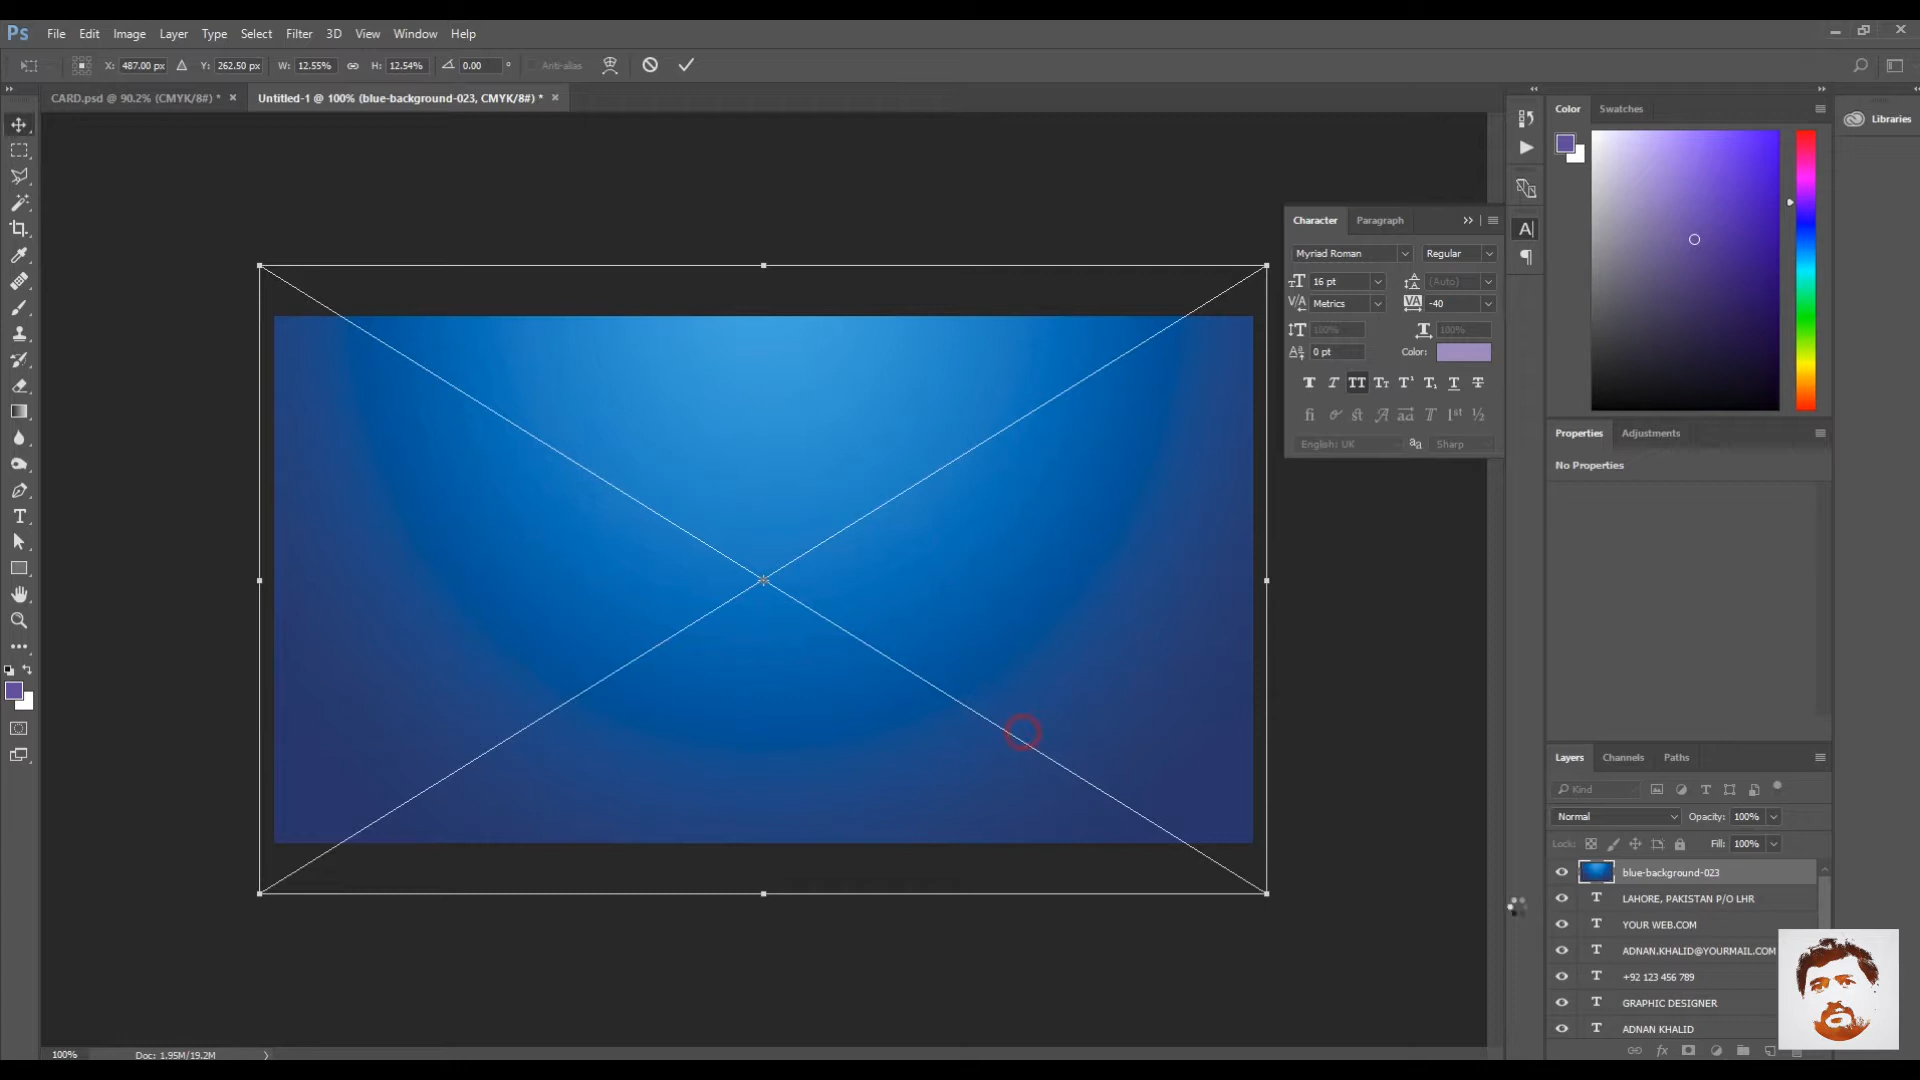 Ps File Edit Image Layer Type Select Filter 3D View Window Help
X: 487.00 px Y: 262.50 px W: 12.55% H: 12.54% 0.00 ° Anti-alias
CARD.psd @ 90.2% (CMYK/8#) * × Untitled-1 @ 100% (blue-background-023, CMYK/8#) * ×
Color Swatches
Libraries
Character Paragraph
Myriad Roman Regular
16 pt (Auto)
Metrics -40
100% 100%
0 pt Color:
English: UK Sharp
Properties Adjustments
No Properties
Layers Channels Paths
Kind
Normal Opacity: 100%
Lock: Fill: 100%
blue-background-023
LAHORE, PAKISTAN P/O LHR
YOUR WEB.COM
ADNAN.KHALID@YOURMAIL.COM
+92 123 456 789
GRAPHIC DESIGNER
ADNAN KHALID
100% Doc: 1.95M/19.2M